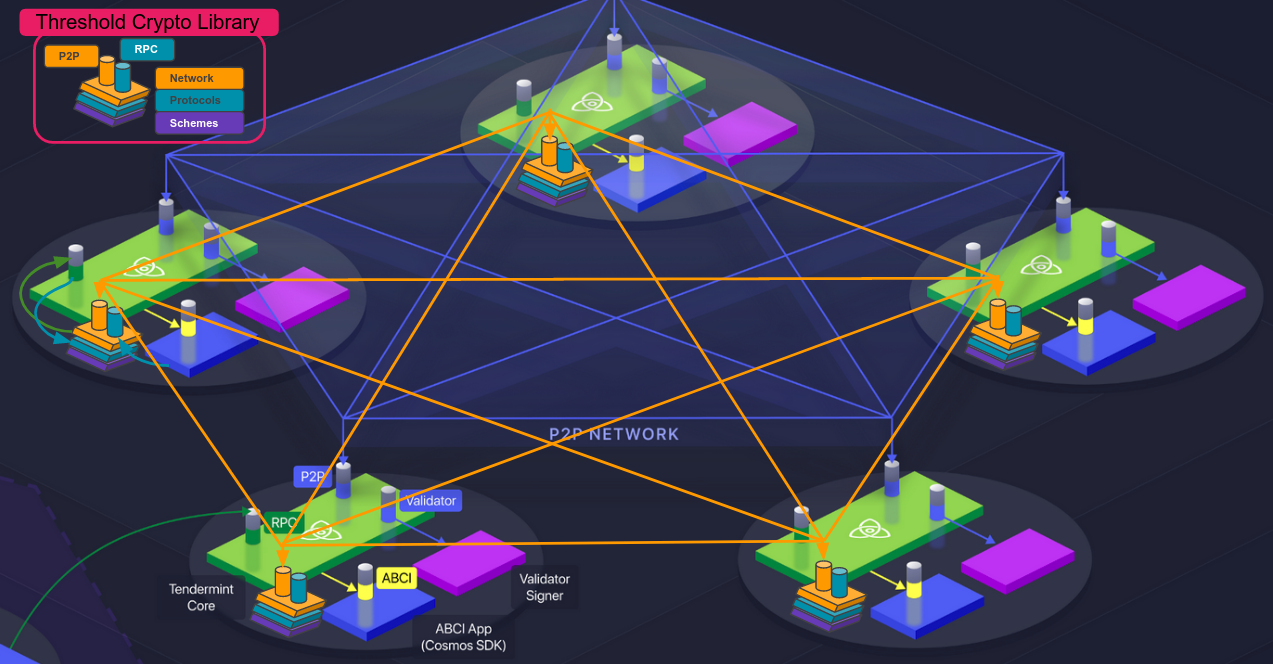 Threshold Crypto Library
P2P
RPC
Network
Protocols
Schemes
P2P NETWORK
P2P
Validator
RPC
ABCI
Tendermint
Core
Validator
Signer
ABCI App
(Cosmos SDK)